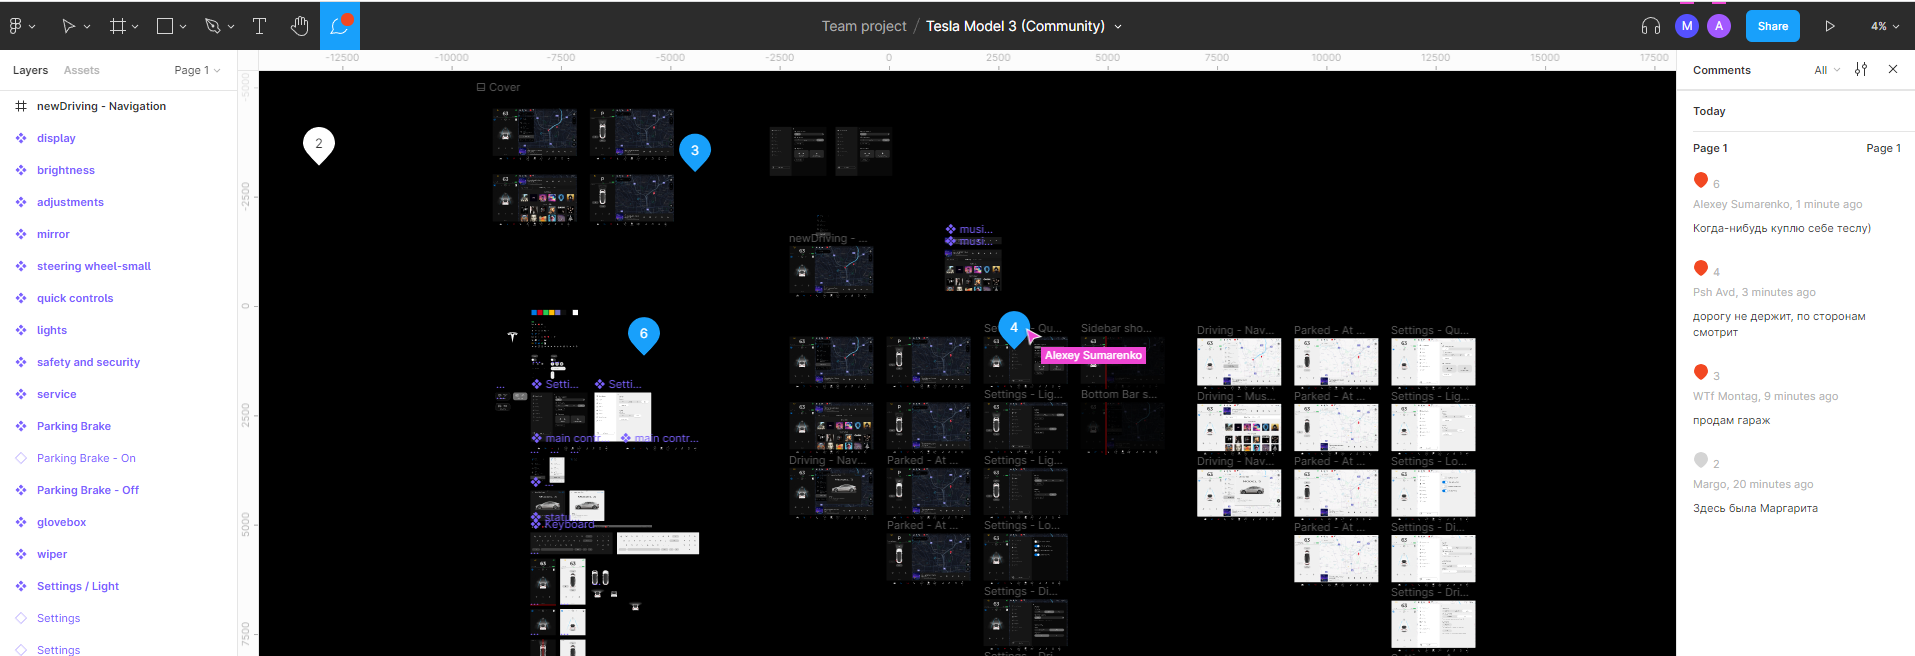 Team project / Tesla Model 3 (Community)
M
A
Share
4%
Layers
Assets
Page 1
-12500
-10000
-7500
-5000
-2500
0
2500
5000
7500
10000
12500
15000
17500
-5000
-2500
0
2500
5000
7500
newDriving - Navigation
display
brightness
adjustments
mirror
steering wheel-small
quick controls
lights
safety and security
service
Parking Brake
Parking Brake - On
Parking Brake - Off
glovebox
wiper
Settings / Light
Settings
Settings
Cover
2
3
newDriving - ...
musi...
musi...
6
4
Qu...
Alexey Sumarenko
Sidebar sho...
Driving - Nav...
Parked - At ...
Settings - Qu...
...
Setti...
Setti...
Settings - Lig...
Bottom Bar s...
Driving - Mus...
Parked - At ...
Settings - Lig...
main contr
main contr...
Driving - Nav...
Parked - At ...
Settings - Lig...
Driving - Nav...
Parked - At ...
Settings - Lo...
Keyboard
Parked - At ...
Settings - Lo...
Parked - At ...
Settings - Di...
Settings - Di...
Settings - Dri...
Comments
All
Today
Page 1
Page 1
6
Alexey Sumarenko, 1 minute ago
Когда-нибудь куплю себе теслу)
4
Psh Avd, 3 minutes ago
дорогу не держит, по сторонам
смотрит
3
WTf Montag, 9 minutes ago
продам гараж
2
Margo, 20 minutes ago
Здесь была Маргарита